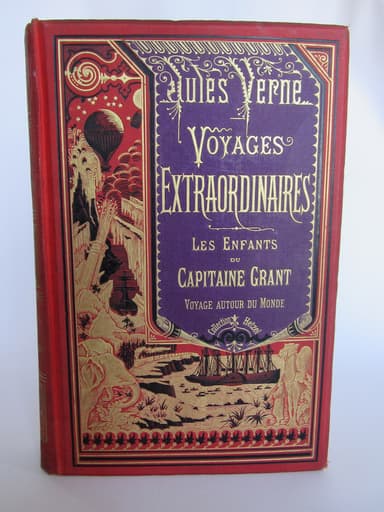 Jules Verne
Voyages
Extraordinaires
Les Enfants
du
Capitaine Grant
Voyage autour du Monde
Collection Hetzel